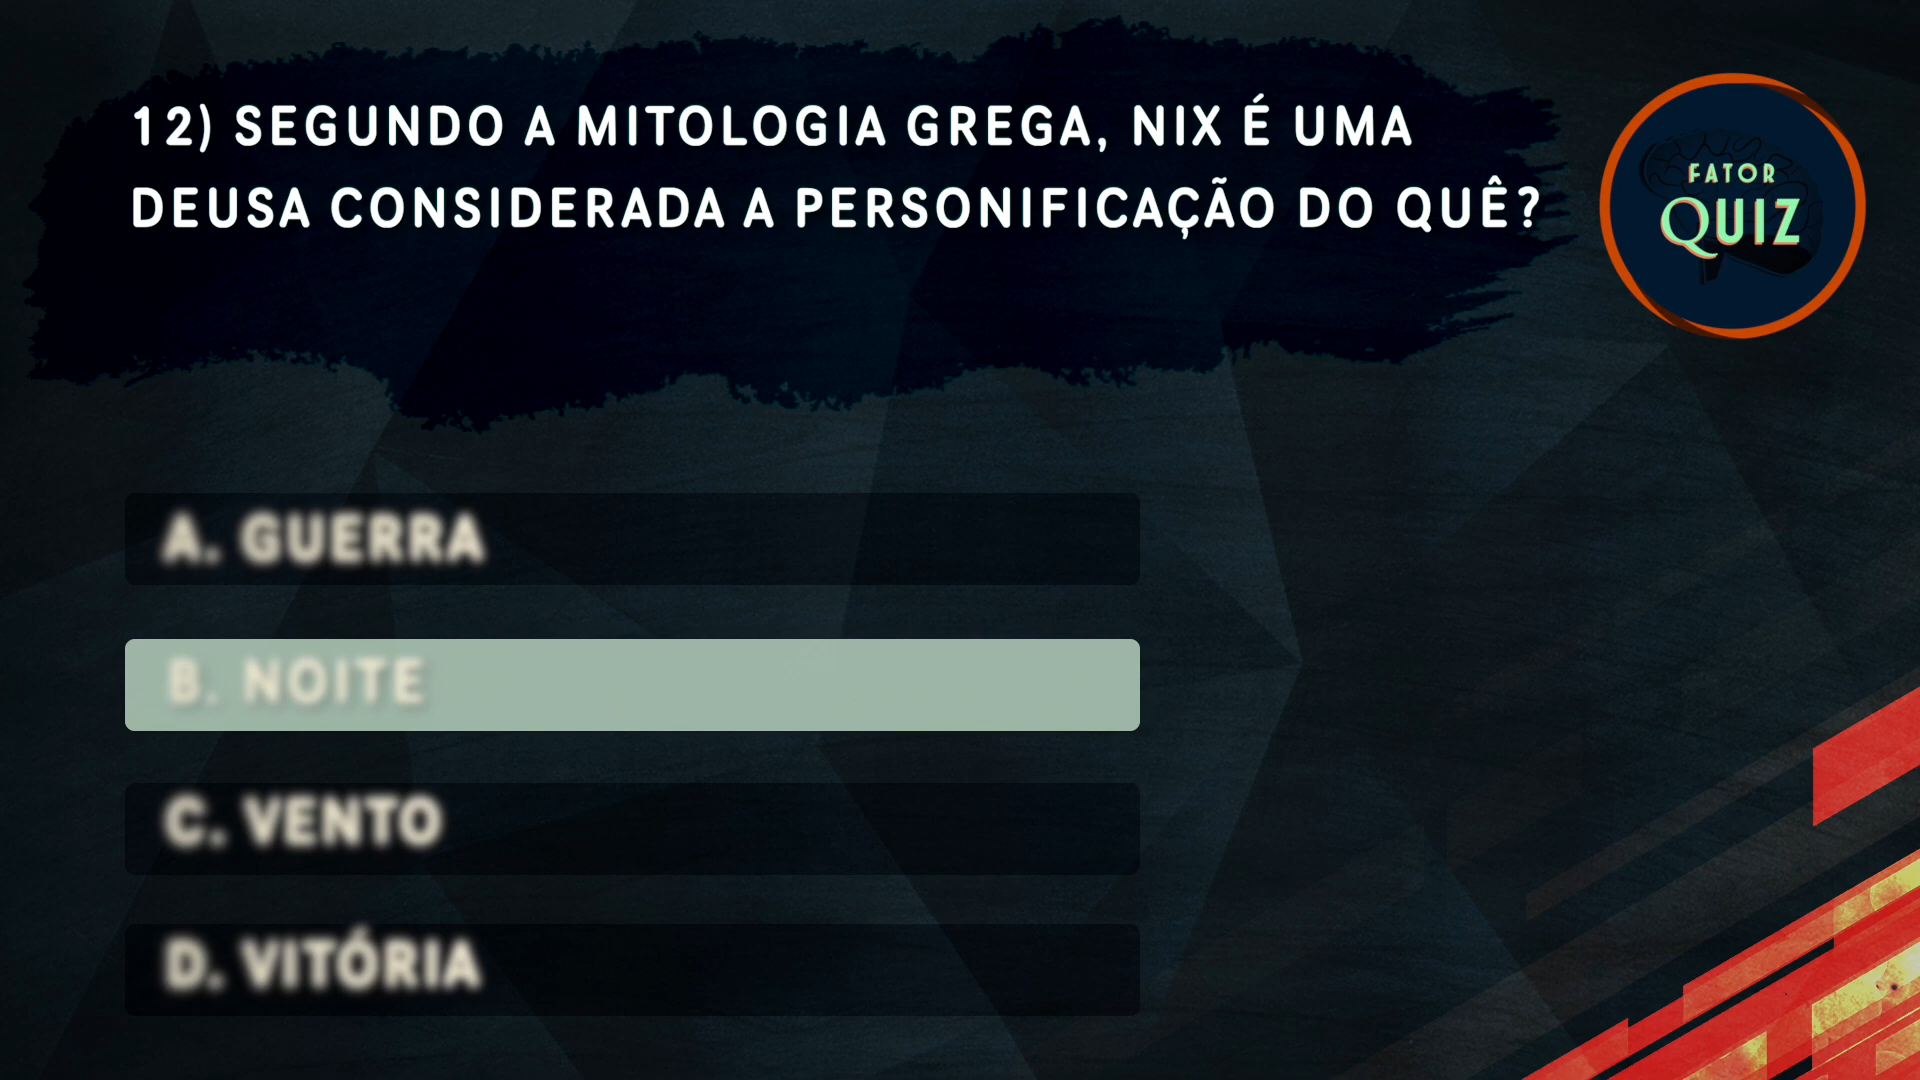 12) SEGUNDO A MITOLOGIA GREGA, NIX É UMA
DEUSA CONSIDERADA A PERSONIFICAÇÃO DO QUÊ?
FATOR
QUIZ
A. GUERRA
B. NOITE
C. VENTO
D. VITÓRIA